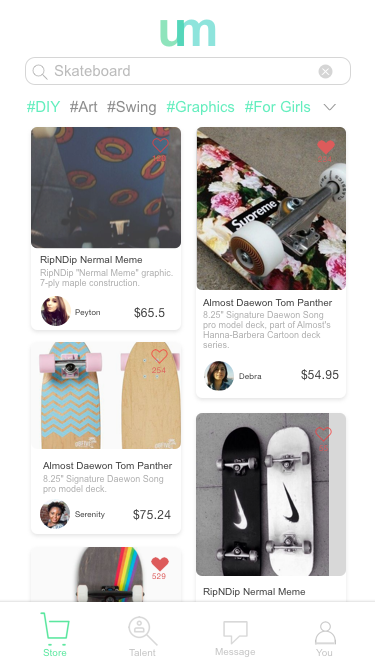 um
Skateboard
#DIY #Art #Swing #Graphics #For Girls
RipNDip Nermal Meme
RipNDip "Nermal Meme" graphic.
7-ply maple construction.
Peyton
$65.5
Supreme
Almost Daewon Tom Panther
8.25" Signature Daewon Song
pro model deck, part of Almost's
Hanna-Barbera Cartoon deck
series.
Debra
$54.95
254
Almost Daewon Tom Panther
8.25" Signature Daewon Song
pro model deck.
Serenity
$75.24
529
RipNDip Nermal Meme
Store
Talent
Message
You